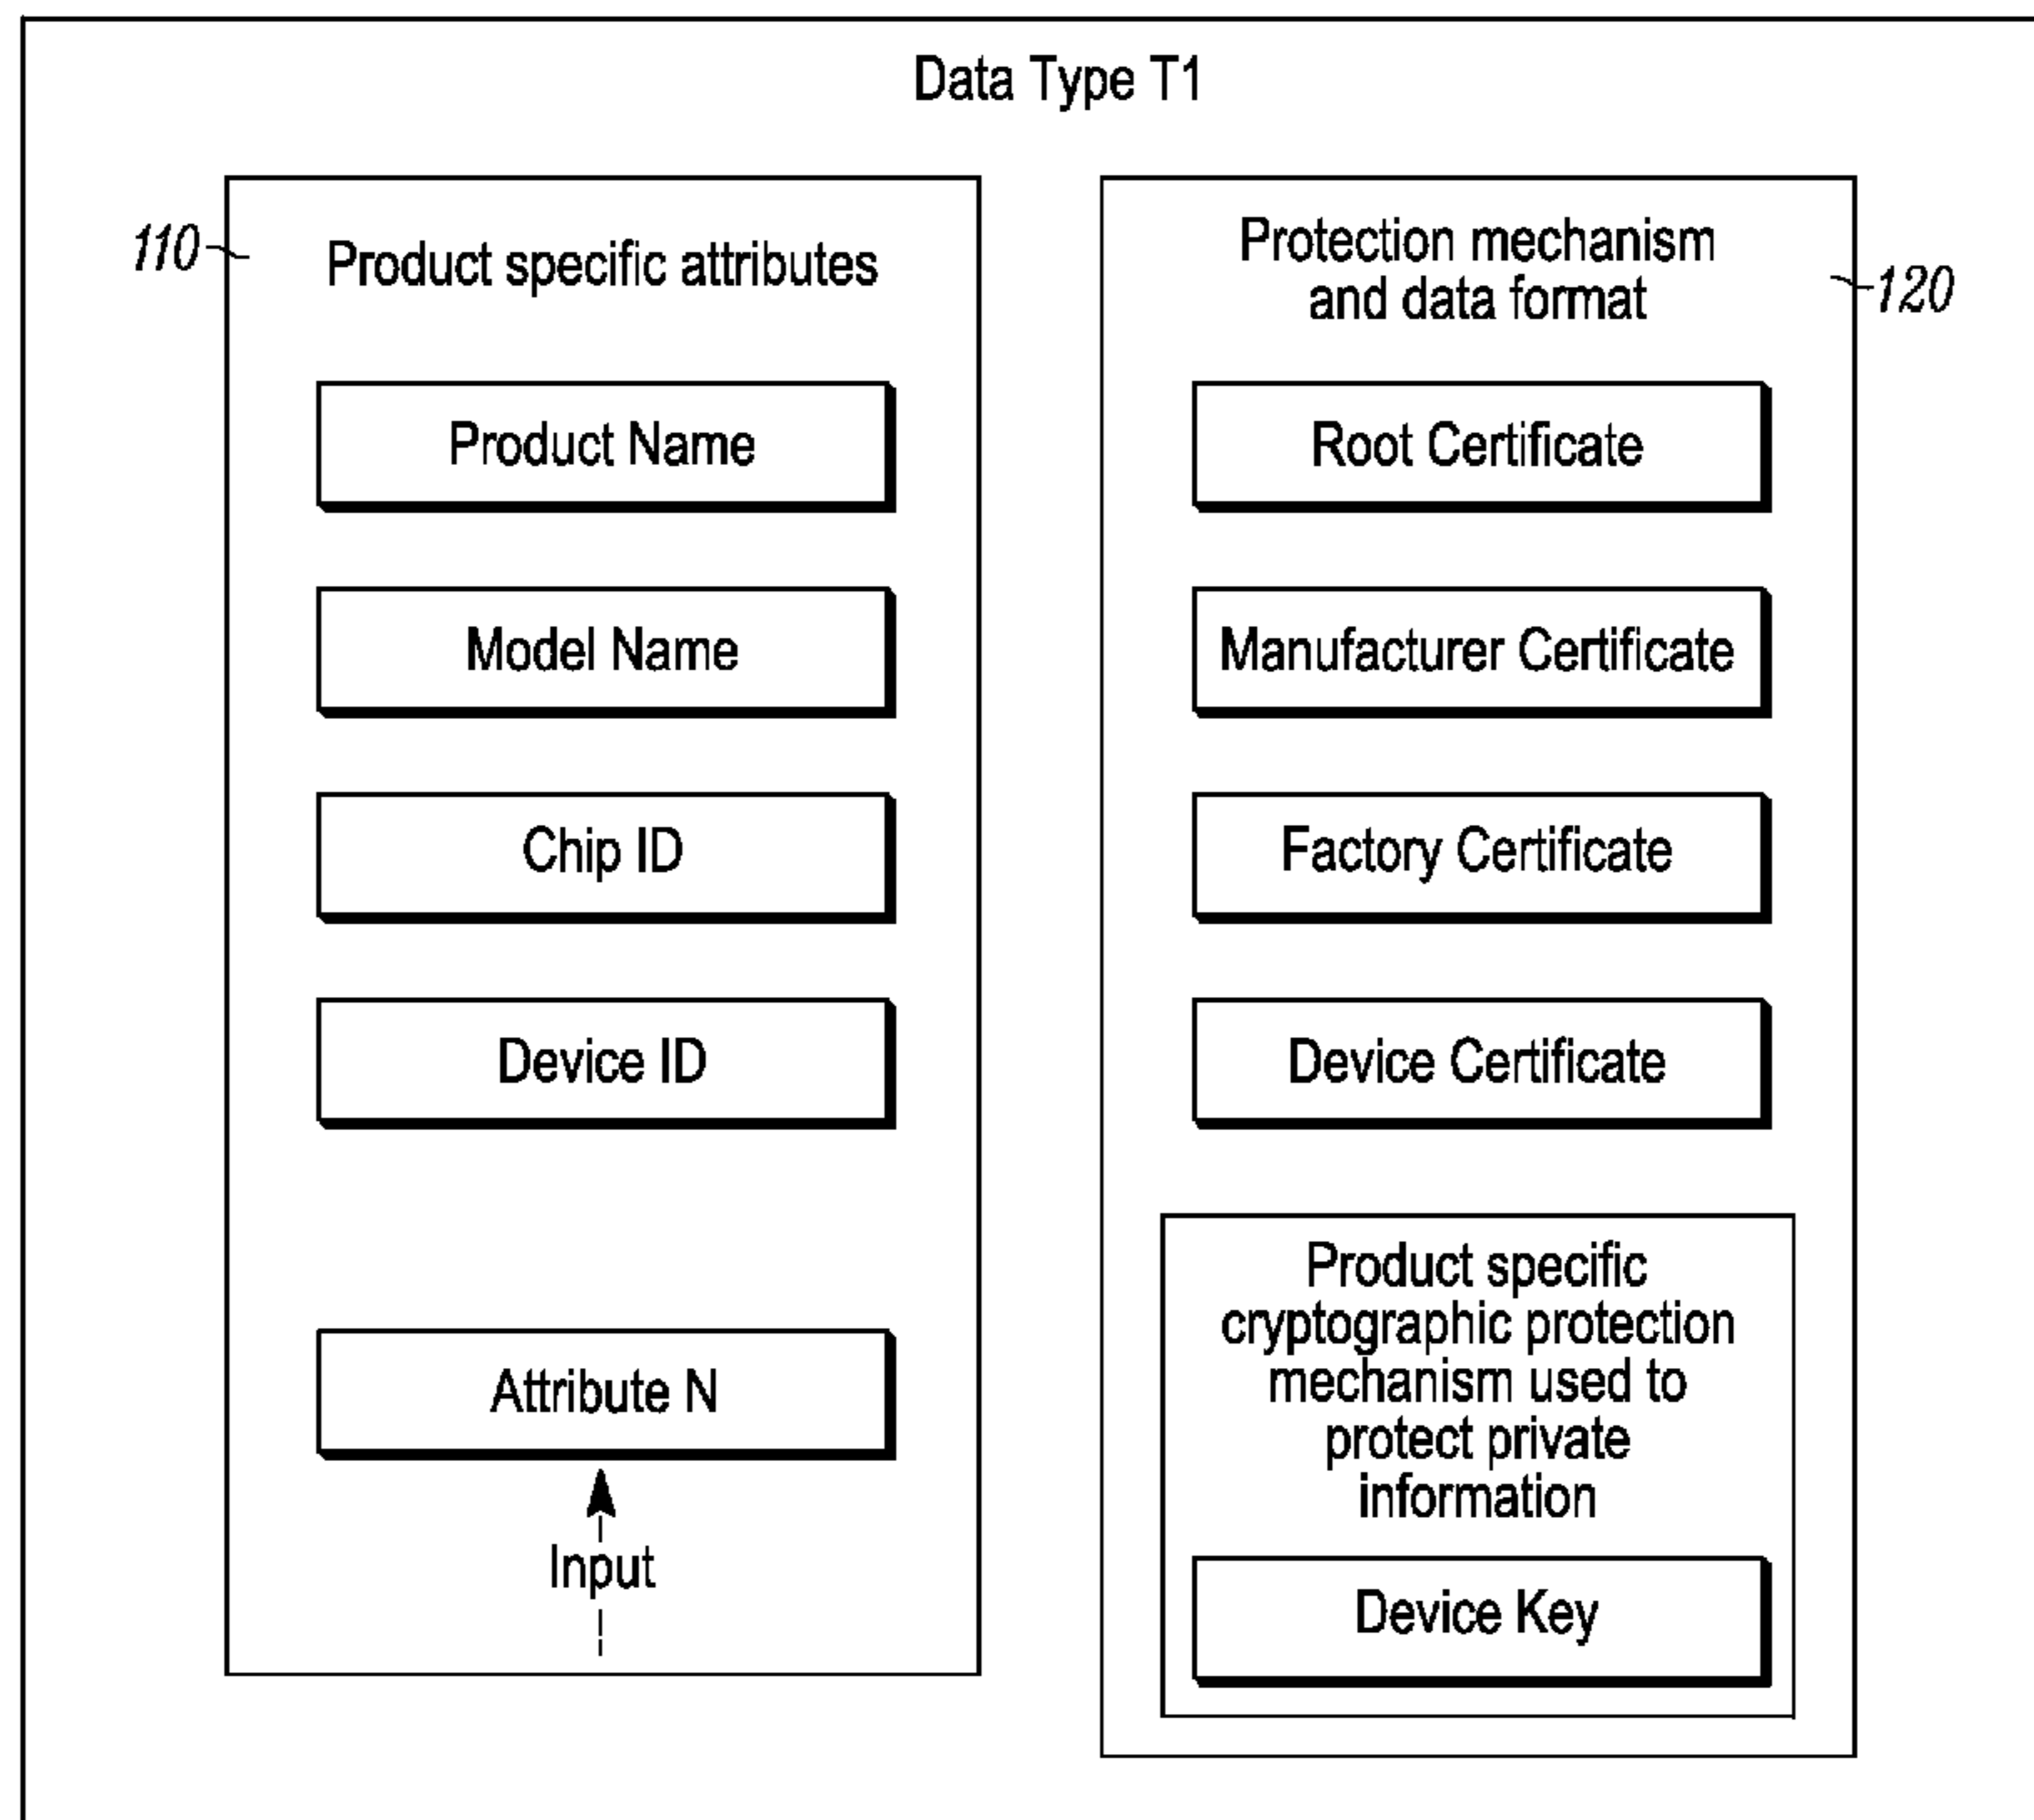 Data Type T1
110
Product specific attributes
Product Name
Model Name
Chip ID
Device ID
Attribute N
Input
Protection mechanism
and data format
120
Root Certificate
Manufacturer Certificate
Factory Certificate
Device Certificate
Product specific
cryptographic protection
mechanism used to
protect private
information
Device Key